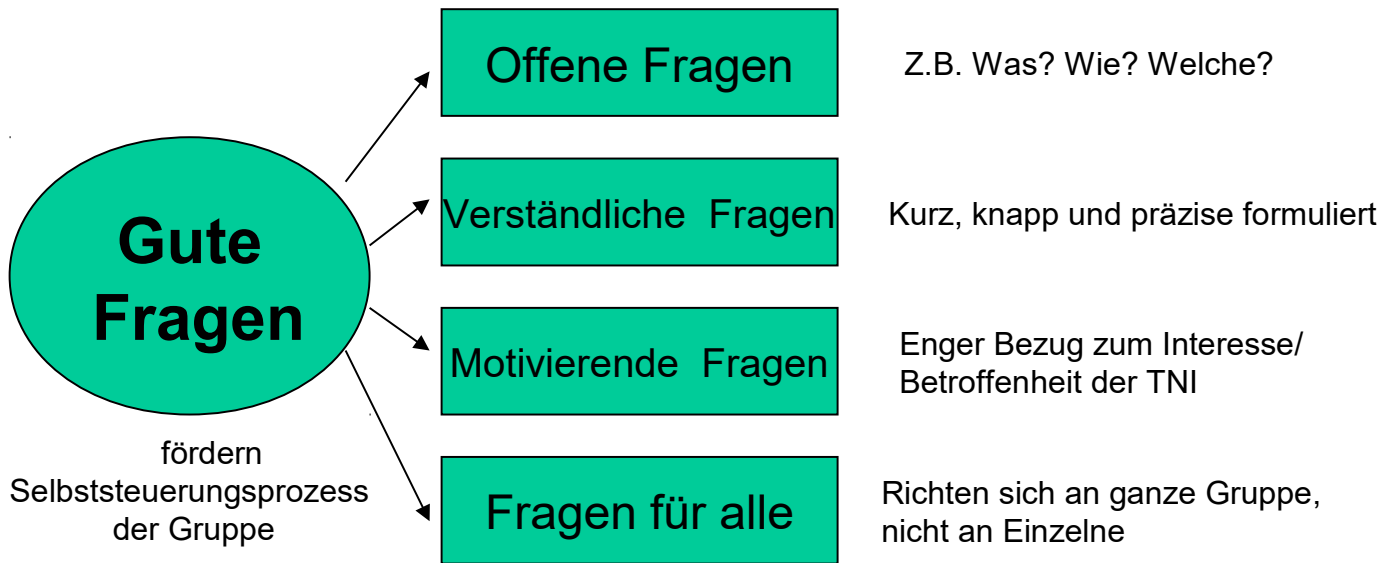 Offene Fragen
Z.B. Was? Wie? Welche?
Verständliche Fragen
Kurz, knapp und präzise formuliert
Gute
Fragen
Motivierende Fragen
Enger Bezug zum Interesse/
Betroffenheit der TNI
fördern
Selbststeuerungsprozess
der Gruppe
Fragen für alle
Richten sich an ganze Gruppe,
nicht an Einzelne